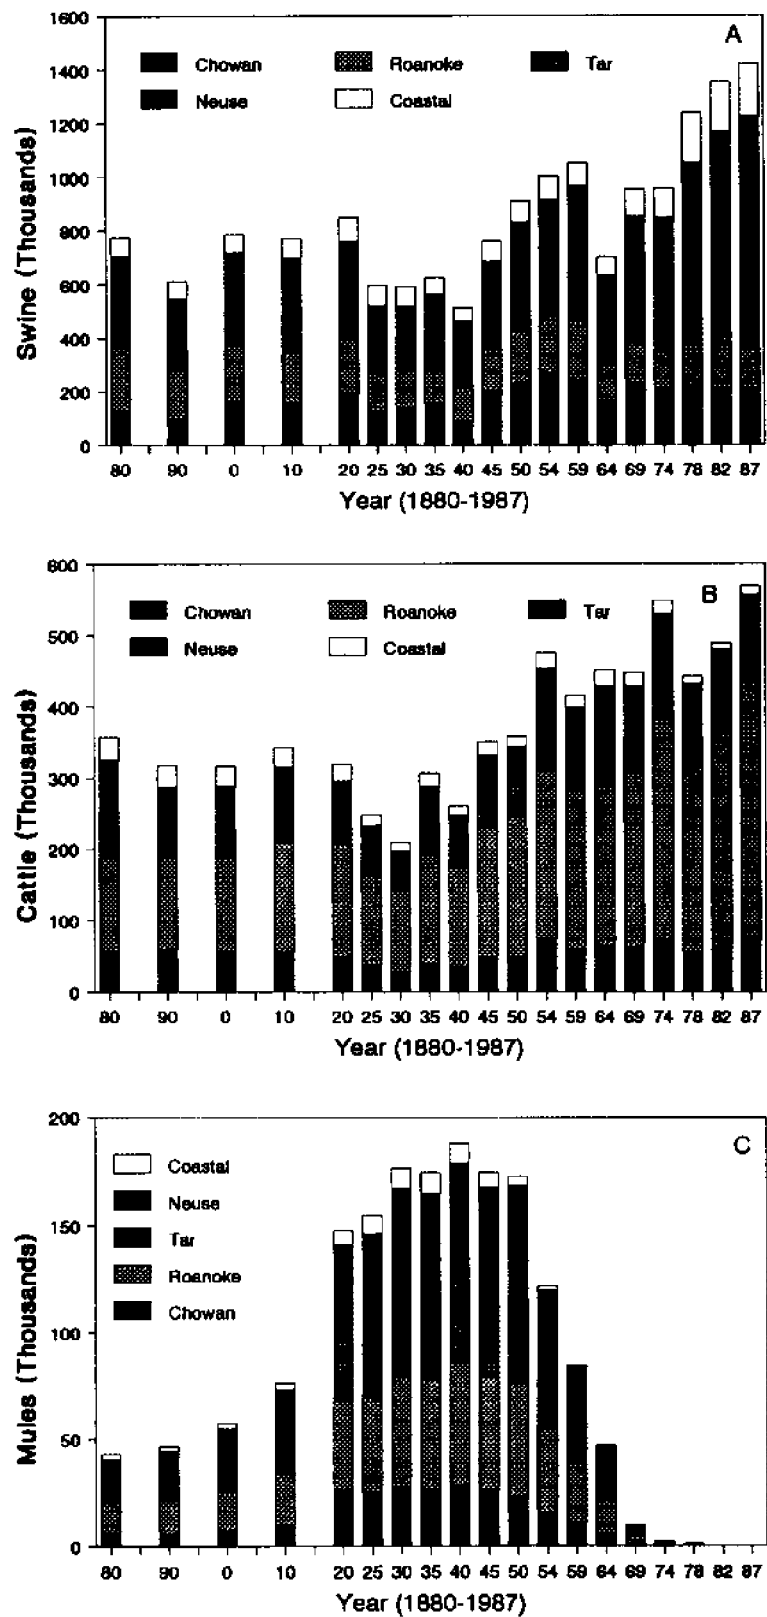 A
Chowan Roanoke Tar
Neuse Coastal
Swine (Thousands)
1600
1400
1200
1000
800
600
400
200
0
80 90 0 10 20 25 30 35 40 45 50 54 59 64 69 74 78 82 87
Year (1880-1987)
B
Chowan Roanoke Tar
Neuse Coastal
Cattle (Thousands)
600
500
400
300
200
100
0
80 90 0 10 20 25 30 35 40 45 50 54 59 64 69 74 78 82 87
Year (1880-1987)
C
Coastal
Neuse
Tar
Roanoke
Chowan
Mules (Thousands)
200
150
100
50
0
80 90 0 10 20 25 30 35 40 45 50 54 59 64 69 74 78 82 87
Year (1880-1987)